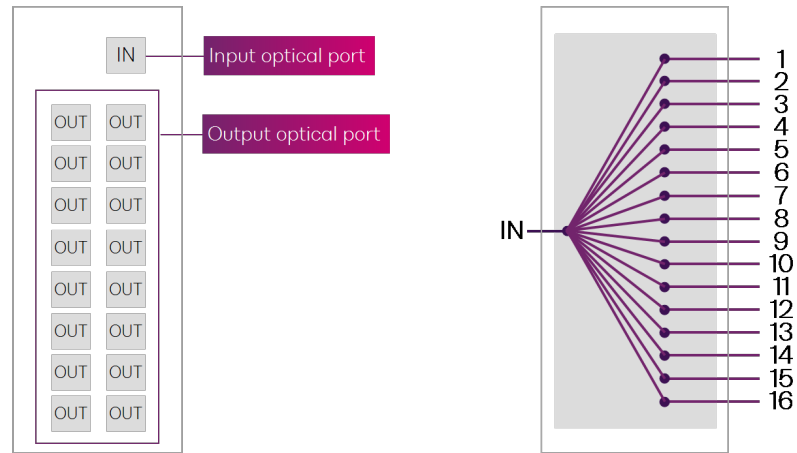 IN
Input optical port
Output optical port
OUT OUT
OUT OUT
OUT OUT
OUT OUT
OUT OUT
OUT OUT
OUT OUT
OUT OUT
IN
1
2
3
4
5
6
7
8
9
10
11
12
13
14
15
16